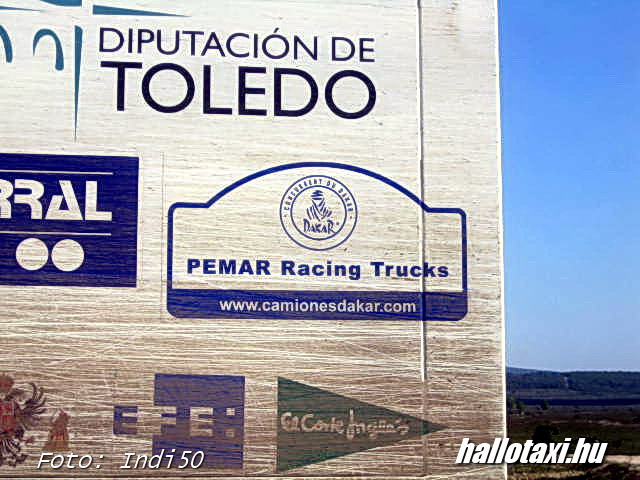 DIPUTACIÓN DE
TOLEDO
RRAL
CONCURRENT DU DAKAR
DAKAR
PEMAR Racing Trucks
www.camionesdakar.com
EFE
El Corte Inglés
Foto: Indi50
hallotaxi.hu